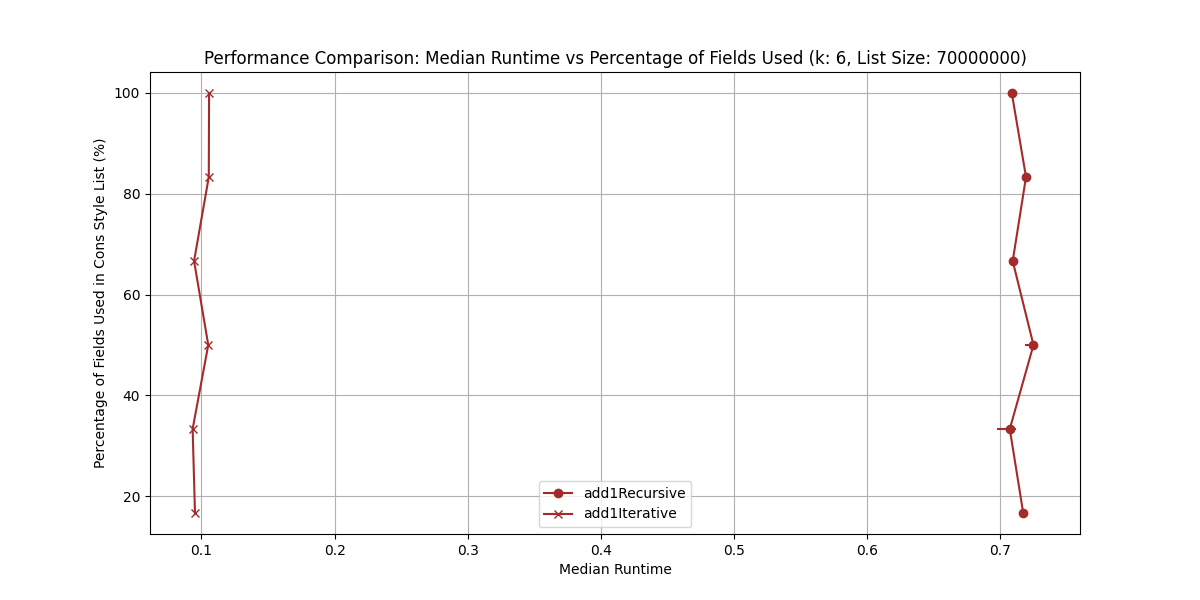 Performance Comparison: Median Runtime vs Percentage of Fields Used (k: 6, List Size: 70000000)
Percentage of Fields Used in Cons Style List (%)
100
80
60
40
20
add1Recursive
add1Iterative
0.1 0.2 0.3 0.4 0.5 0.6 0.7
Median Runtime